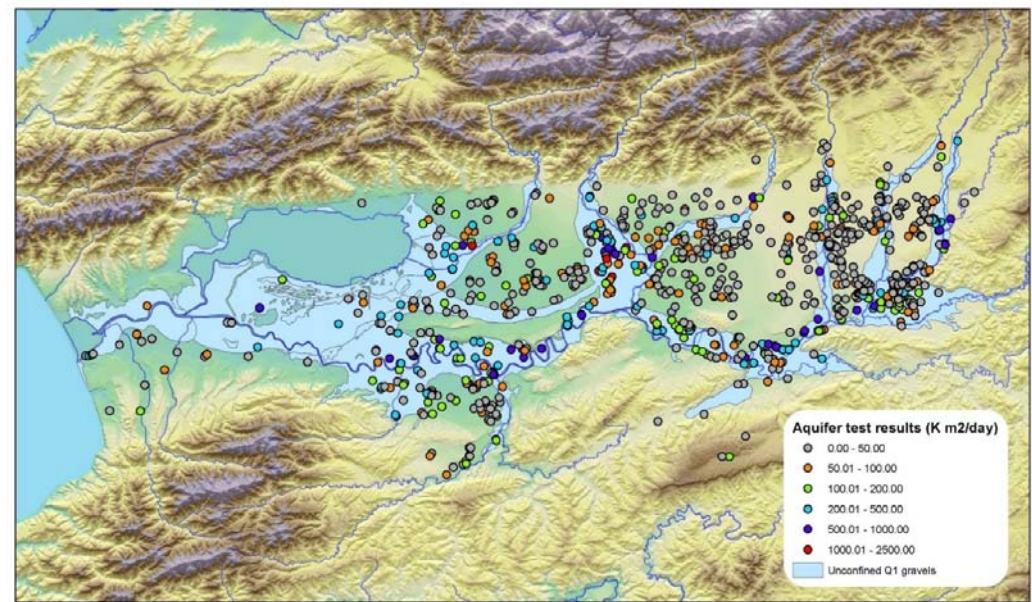 Aquifer test results (K m2/day)
0.00 - 50.00
50.01 - 100.00
100.01 - 200.00
200.01 - 500.00
500.01 - 1000.00
1000.01 - 2500.00
Unconfined Q1 gravels